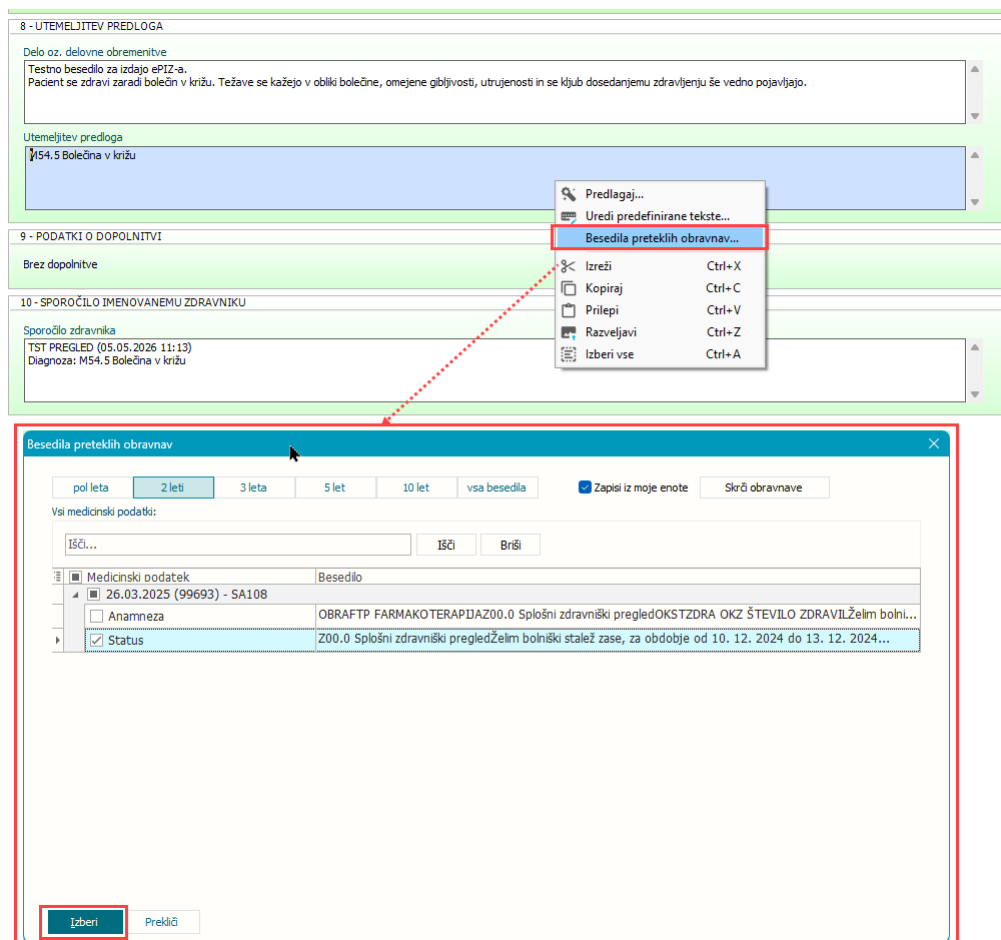 8 - UTEMELJITEV PREDLOGA
Delo oz. delovne obremenitve
Testno besedilo za izdajo ePIZ-a.
Pacient se zdravi zaradi bolečin v križu. Težave se kažejo v obliki bolečine, omejene gibljivosti, utrujenosti in se kljub dosedanjemu zdravljenju še vedno pojavljajo.
Utemeljitev predloga
M54.5 Bolečina v križu
Predlagaj...
Uredi predefinirane tekste...
Besedila preteklih obravnav...
Izreži Ctrl+X
Kopiraj Ctrl+C
Prilepi Ctrl+V
Razveljavi Ctrl+Z
Izberi vse Ctrl+A
9 - PODATKI O DOPOLNITVI
Brez dopolnitve
10 - SPOROČILO IMENOVANEMU ZDRAVNIKU
Sporočilo zdravnika
TST PREGLED (05.05.2026 11:13)
Diagnoza: M54.5 Bolečina v križu
Besedila preteklih obravnav
pol leta 2 leti 3 leta 5 let 10 let vsa besedila Zapisi iz moje enote Skrči obravnave
Vsi medicinski podatki:
Išči... Išči Briši
Medicinski podatek Besedilo
26.03.2025 (99693) - SA108
Anamneza OBRAFTP FARMAKOTERAPIJAZ00.0 Splošni zdravniški pregledOKSTZDRA OKZ ŠTEVILO ZDRAVILŽelim bolni...
Status Z00.0 Splošni zdravniški pregledŽelim bolniški stalež zase, za obdobje od 10. 12. 2024 do 13. 12. 2024...
Izberi Prekliči